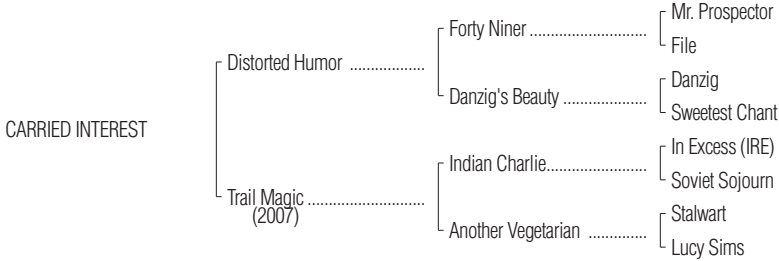 Mr. Prospector
Forty Niner ............................
File
Distorted Humor ..................
Danzig
Danzig's Beauty ....................
Sweetest Chant
CARRIED INTEREST
In Excess (IRE)
Indian Charlie........................
Soviet Sojourn
Trail Magic ............................
(2007)
Stalwart
Another Vegetarian ..............
Lucy Sims